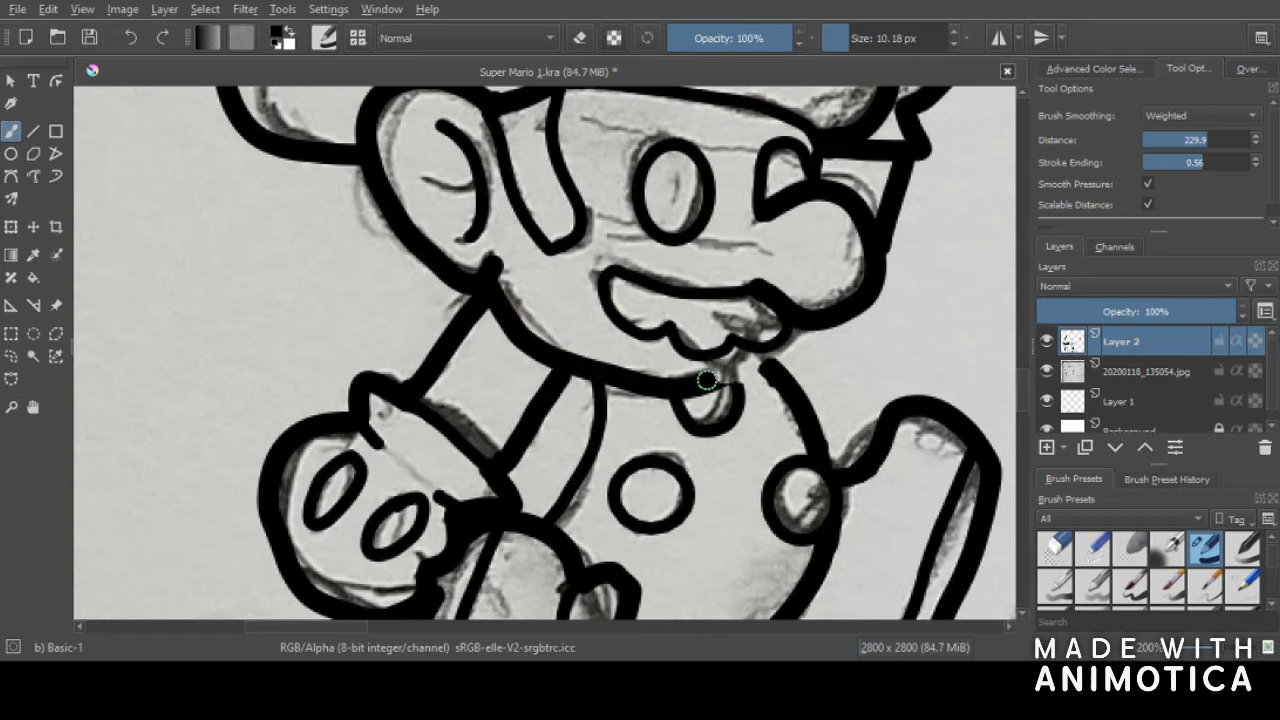 File Edit View Image Layer Select Filter Tools Settings Window Help
Normal
Opacity: 100%
Size: 10.18 px
Super Mario 1.kra (84.7 MiB) *
Advanced Color Sele...
Tool Opt...
Over...
Tool Options
Brush Smoothing: Weighted
Distance: 229.9
Stroke Ending: 0.56
Smooth Pressure: ✓
Scalable Distance: ✓
Layers Channels
Layers
Normal
Opacity: 100%
Layer 2
20200118_135054.jpg
Layer 1
Background
Brush Presets Brush Preset History
Brush Presets
All
Tag
Search
b) Basic-1
RGB/Alpha (8-bit integer/channel) sRGB-elle-V2-srgbtrc.icc
2800 x 2800 (84.7 MiB)
200%
MADE WITH
ANIMOTICA